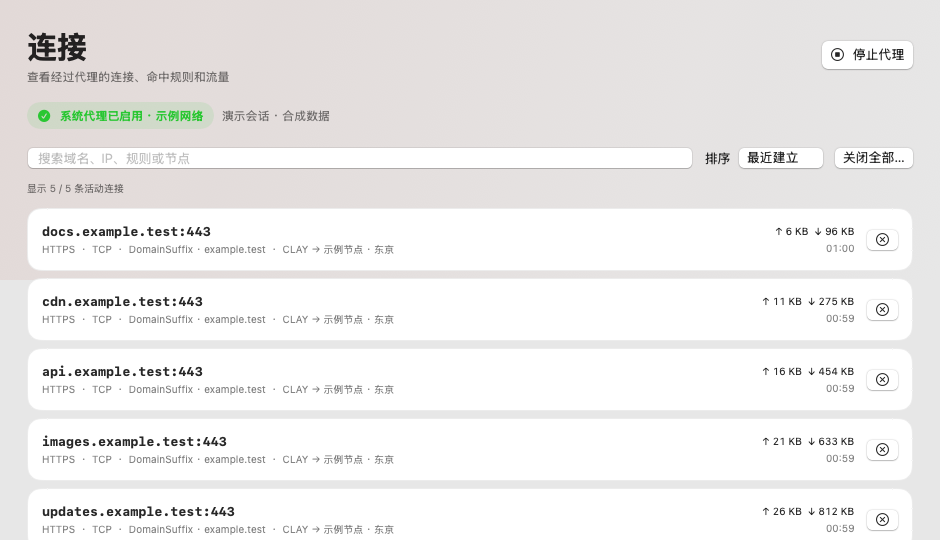 连接
停止代理
查看经过代理的连接、命中规则和流量
系统代理已启用 · 示例网络 演示会话 · 合成数据
搜索域名、IP、规则或节点 排序 最近建立 关闭全部...
显示 5 / 5 条活动连接
docs.example.test:443 ↑ 6 KB ↓ 96 KB
HTTPS · TCP · DomainSuffix · example.test · CLAY → 示例节点 · 东京 01:00
cdn.example.test:443 ↑ 11 KB ↓ 275 KB
HTTPS · TCP · DomainSuffix · example.test · CLAY → 示例节点 · 东京 00:59
api.example.test:443 ↑ 16 KB ↓ 454 KB
HTTPS · TCP · DomainSuffix · example.test · CLAY → 示例节点 · 东京 00:59
images.example.test:443 ↑ 21 KB ↓ 633 KB
HTTPS · TCP · DomainSuffix · example.test · CLAY → 示例节点 · 东京 00:59
updates.example.test:443 ↑ 26 KB ↓ 812 KB
HTTPS · TCP · DomainSuffix · example.test · CLAY → 示例节点 · 东京 00:59